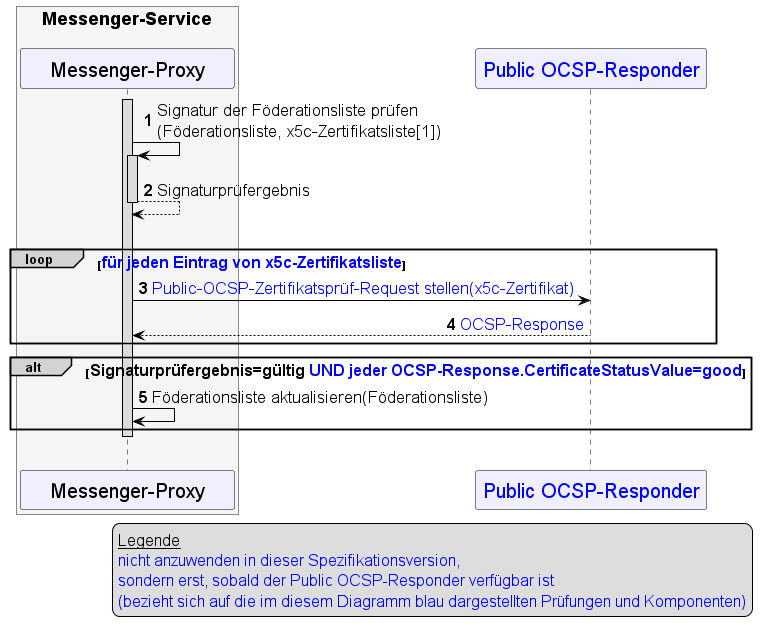 Messenger-Service
Messenger-Proxy
Public OCSP-Responder
1 Signatur der Föderationsliste prüfen
(Föderationsliste, x5c-Zertifikatsliste[1])
2 Signaturprüfergebnis
loop [für jeden Eintrag von x5c-Zertifikatsliste]
3 Public-OCSP-Zertifikatsprüf-Request stellen(x5c-Zertifikat)
4 OCSP-Response
alt [Signaturprüfergebnis=gültig UND jeder OCSP-Response.CertificateStatusValue=good]
5 Föderationsliste aktualisieren(Föderationsliste)
Messenger-Proxy
Public OCSP-Responder
Legende
nicht anzuwenden in dieser Spezifikationsversion,
sondern erst, sobald der Public OCSP-Responder verfügbar ist
(bezieht sich auf die im diesem Diagramm blau dargestellten Prüfungen und Komponenten)